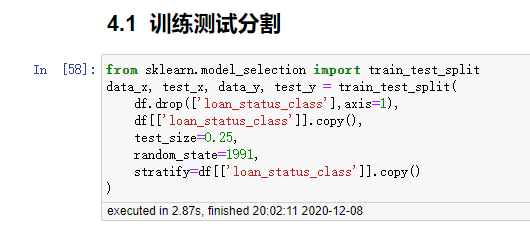 4.1 训练测试分割
In [58]: from sklearn.model_selection import train_test_split
data_x, test_x, data_y, test_y = train_test_split(
    df.drop(['loan_status_class'],axis=1),
    df[['loan_status_class']].copy(),
    test_size=0.25,
    random_state=1991,
    stratify=df[['loan_status_class']].copy()
)
executed in 2.87s, finished 20:02:11 2020-12-08